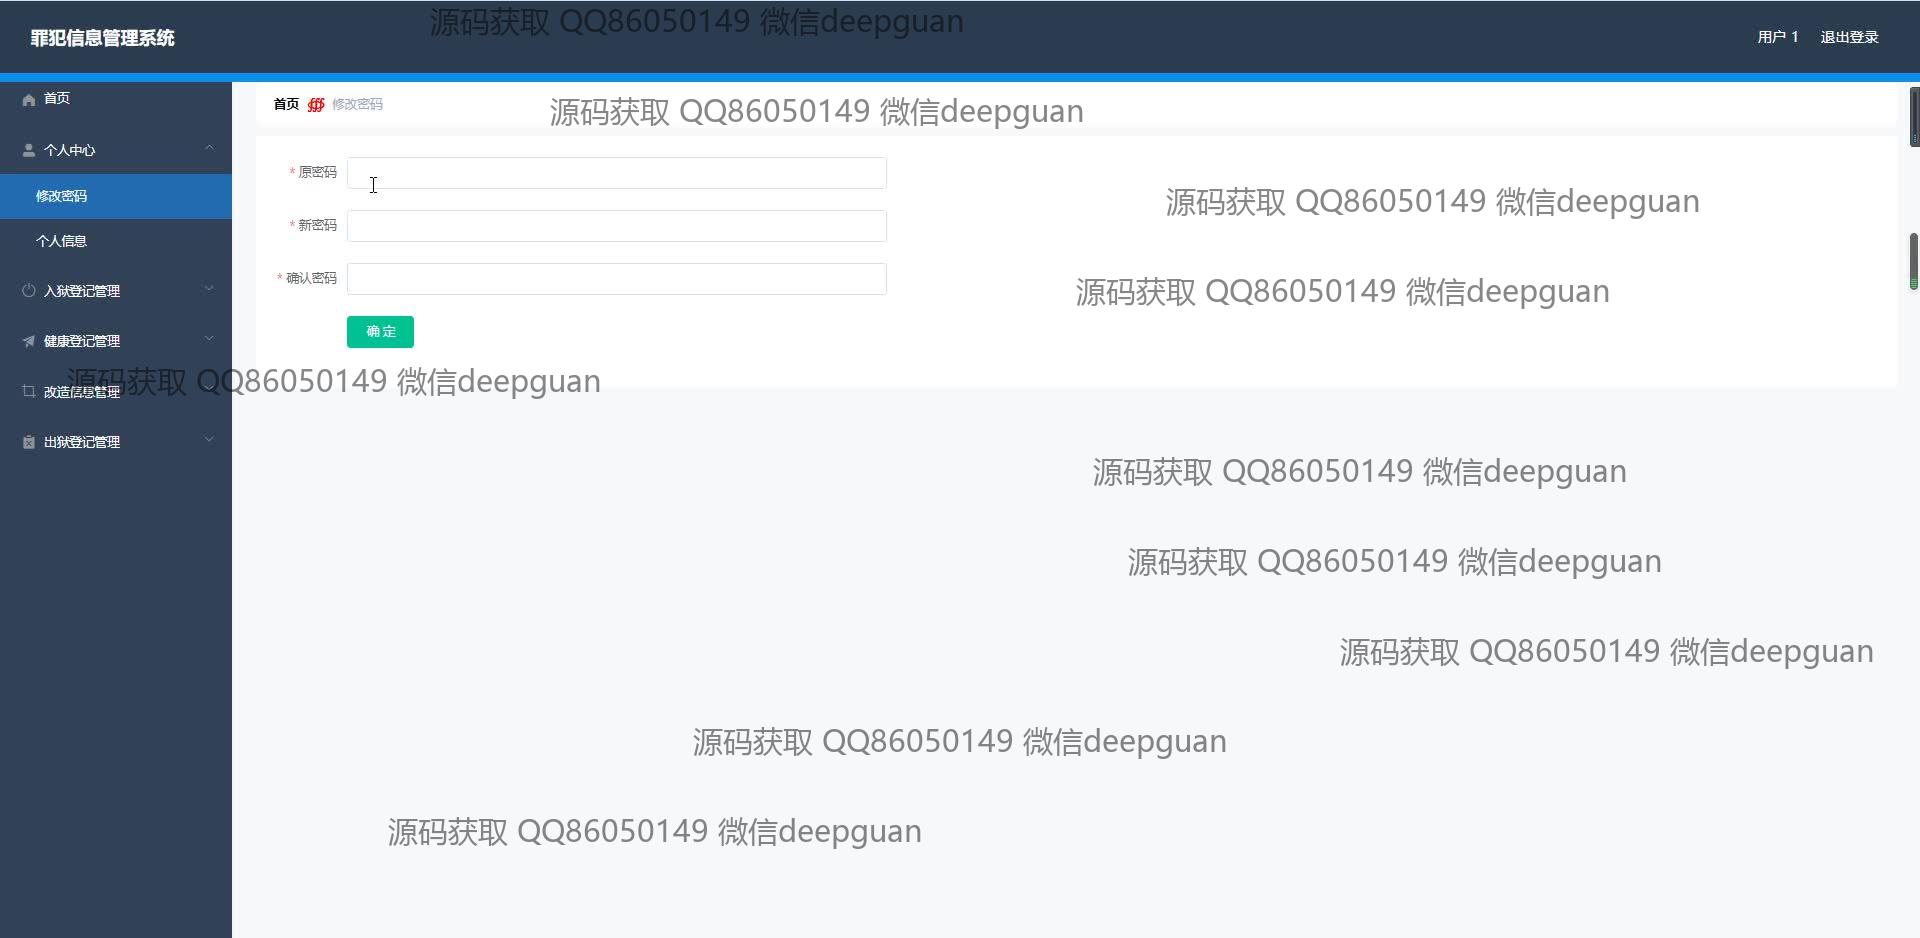 源码获取 QQ86050149 微信deepguan
罪犯信息管理系统
用户 1 退出登录
首页
首页 修改密码
源码获取 QQ86050149 微信deepguan
个人中心
* 原密码
修改密码
源码获取 QQ86050149 微信deepguan
* 新密码
个人信息
* 确认密码
入狱登记管理
源码获取 QQ86050149 微信deepguan
确 定
健康登记管理
源码获取 QQ86050149 微信deepguan
改造信息管理
出狱登记管理
源码获取 QQ86050149 微信deepguan
源码获取 QQ86050149 微信deepguan
源码获取 QQ86050149 微信deepguan
源码获取 QQ86050149 微信deepguan
源码获取 QQ86050149 微信deepguan